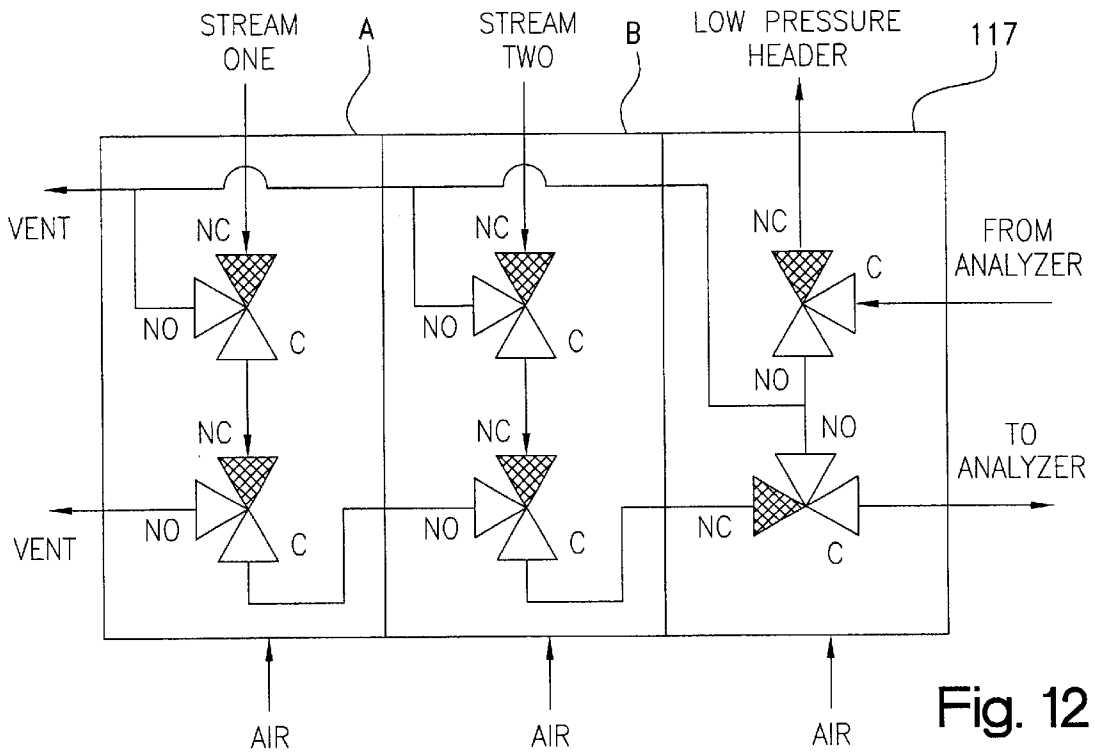 STREAM
ONE
A
STREAM
TWO
B
LOW PRESSURE
HEADER
117
VENT
NC
NC
NC
C
FROM
ANALYZER
NO
C
NO
C
NO
NC
NC
NO
TO
ANALYZER
VENT
NO
C
NO
C
NC
C
AIR
AIR
AIR
Fig. 12